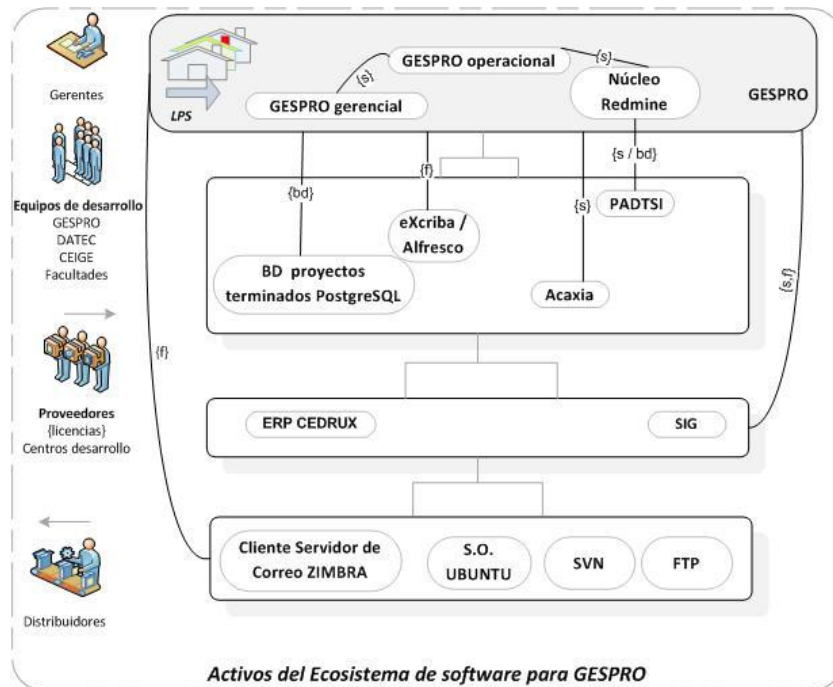 Gerentes
Equipos de desarrollo
GESPRO
DATEC
CEIGE
Facultades
Proveedores
{licencias}
Centros desarrollo
Distribuidores
LPS
GESPRO operacional
{s}
{s}
GESPRO gerencial
Núcleo
Redmine
GESPRO
{bd}
{f}
{s}
{s / bd}
PADTSI
eXcriba /
Alfresco
BD proyectos
terminados PostgreSQL
Acaxia
{s,f}
{f}
ERP CEDRUX
SIG
Cliente Servidor de
Correo ZIMBRA
S.O.
UBUNTU
SVN
FTP
Activos del Ecosistema de software para GESPRO